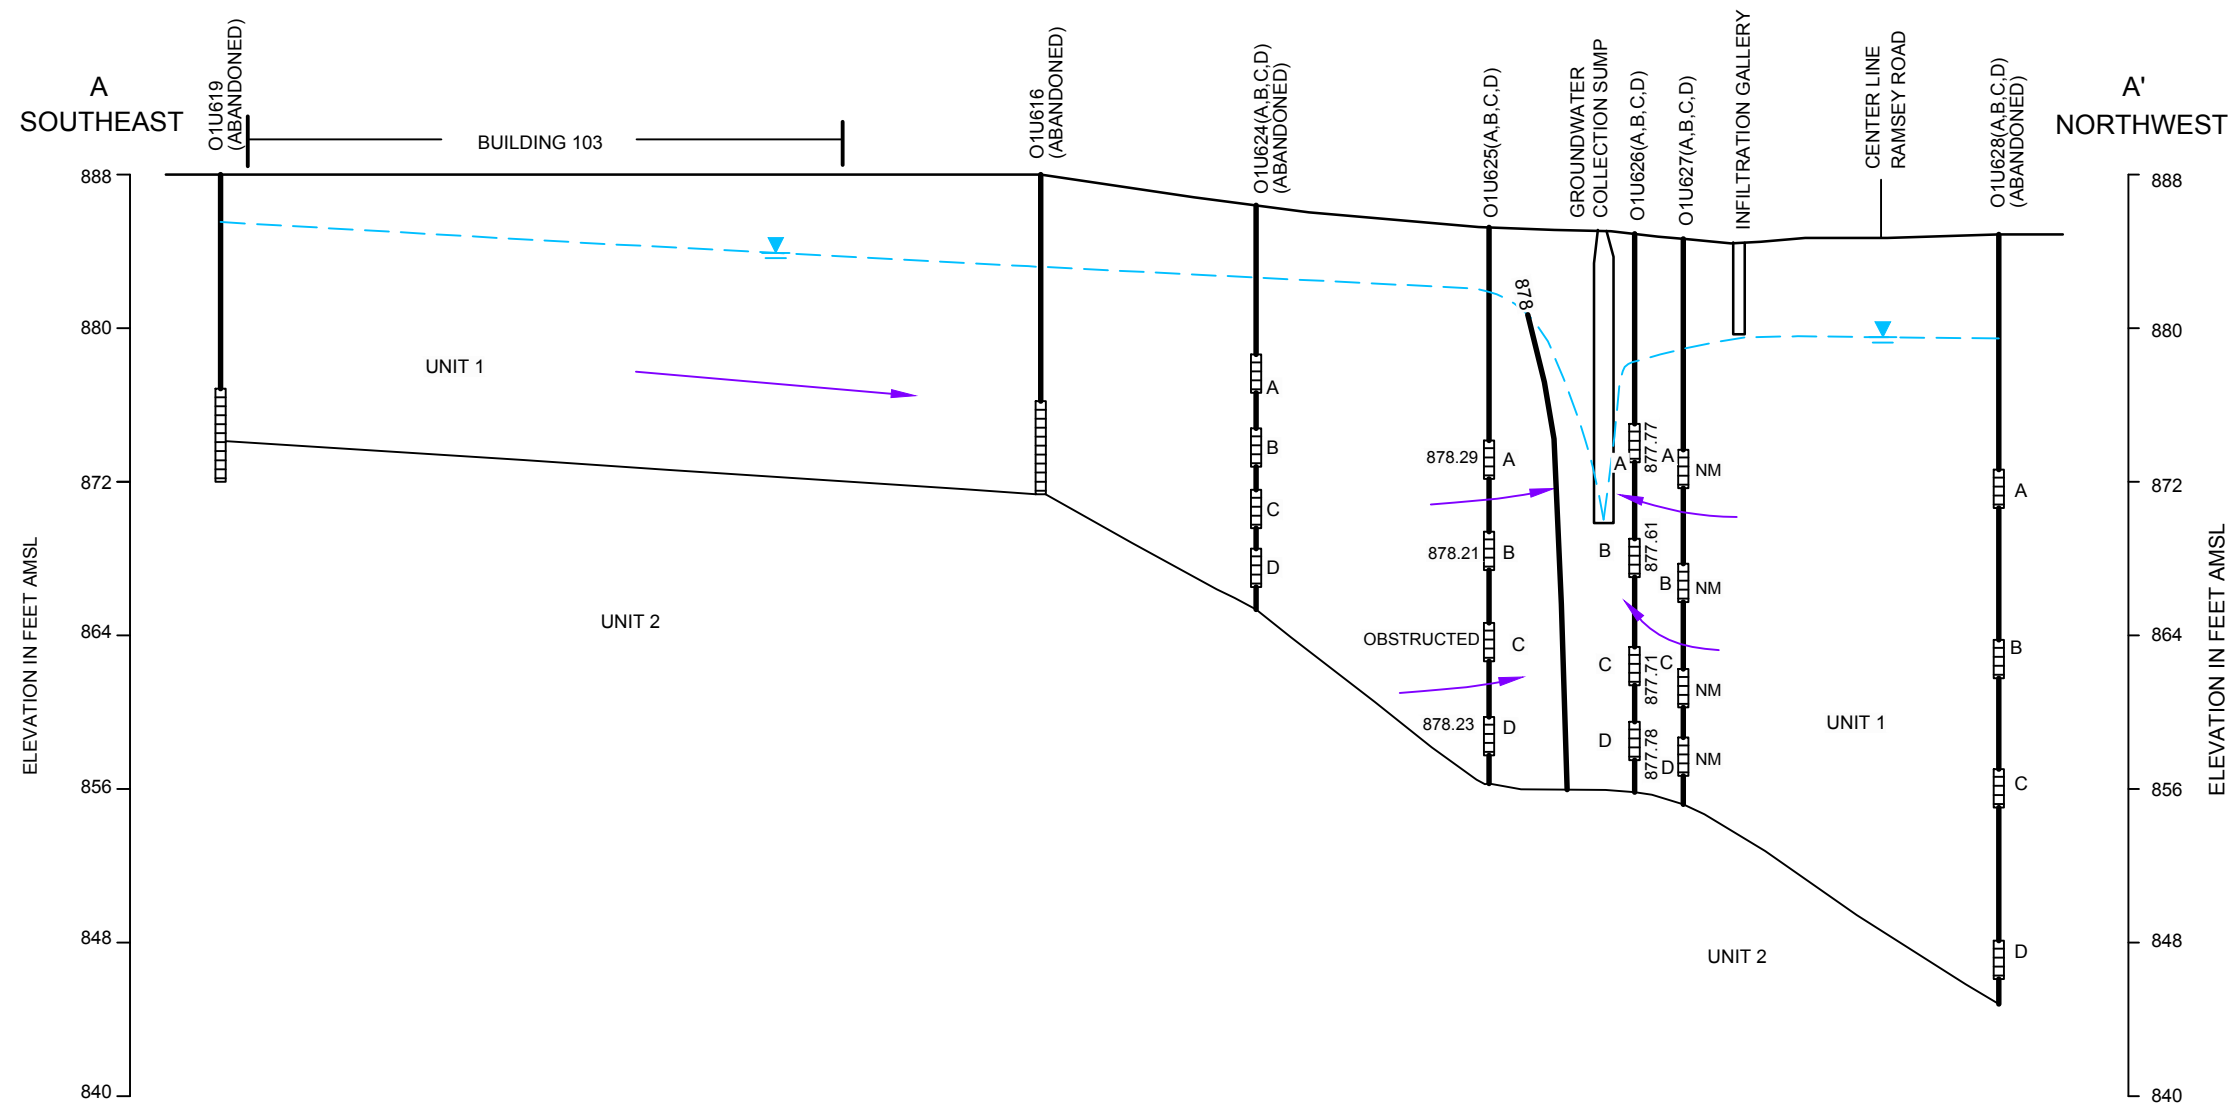 A
SOUTHEAST
O1U619
(ABANDONED)
BUILDING 103
O1U616
(ABANDONED)
O1U624(A,B,C,D)
(ABANDONED)
O1U625(A,B,C,D)
GROUNDWATER
COLLECTION SUMP
O1U626(A,B,C,D)
O1U627(A,B,C,D)
INFILTRATION GALLERY
CENTER LINE
RAMSEY ROAD
O1U628(A,B,C,D)
(ABANDONED)
A'
NORTHWEST
ELEVATION IN FEET AMSL
888
880
872
864
856
848
840
UNIT 1
UNIT 2
A
B
C
D
878
878.29
A
878.21
B
OBSTRUCTED
C
878.23
D
A
877.77
B
877.61
C
877.71
D
877.78
A
NM
B
NM
C
NM
D
NM
UNIT 1
UNIT 2
A
B
C
D
888
880
872
864
856
848
840
ELEVATION IN FEET AMSL